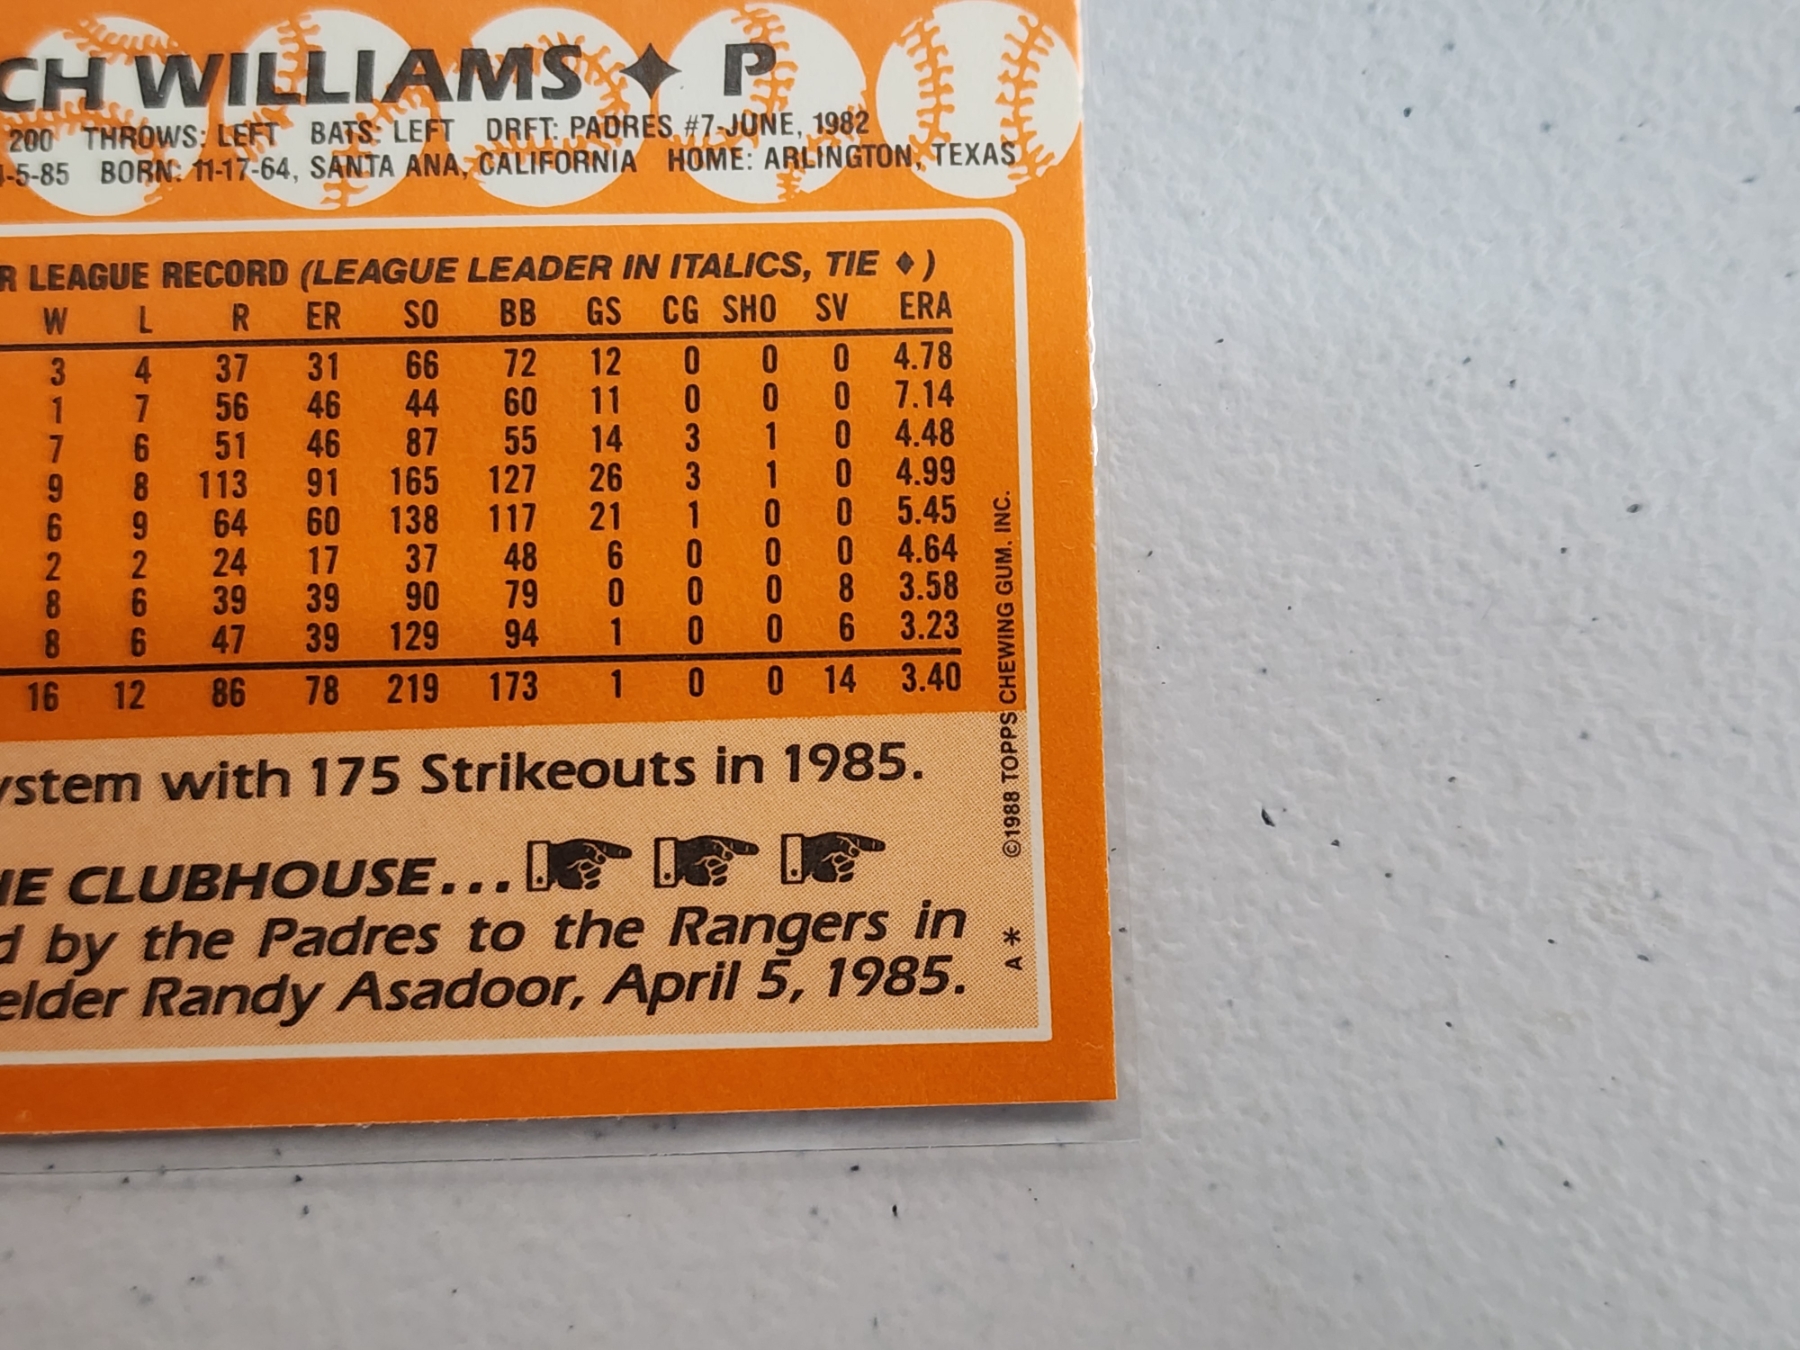 CH WILLIAMS ✦ P
200 THROWS: LEFT BATS: LEFT DRFT: PADRES #7-JUNE, 1982
-5-85 BORN: 11-17-64, SANTA ANA, CALIFORNIA HOME: ARLINGTON, TEXAS
R LEAGUE RECORD (LEAGUE LEADER IN ITALICS, TIE ♦)
W L R ER SO BB GS CG SHO SV ERA
3 4 37 31 66 72 12 0 0 0 4.78
1 7 56 46 44 60 11 0 0 0 7.14
7 6 51 46 87 55 14 3 1 0 4.48
9 8 113 91 165 127 26 3 1 0 4.99
6 9 64 60 138 117 21 1 0 0 5.45
2 2 24 17 37 48 6 0 0 0 4.64
8 6 39 39 90 79 0 0 0 8 3.58
8 6 47 39 129 94 1 0 0 6 3.23
16 12 86 78 219 173 1 0 0 14 3.40
ystem with 175 Strikeouts in 1985.
HE CLUBHOUSE...
d by the Padres to the Rangers in
elder Randy Asadoor, April 5, 1985.
©1988 TOPPS CHEWING GUM, INC.
A *